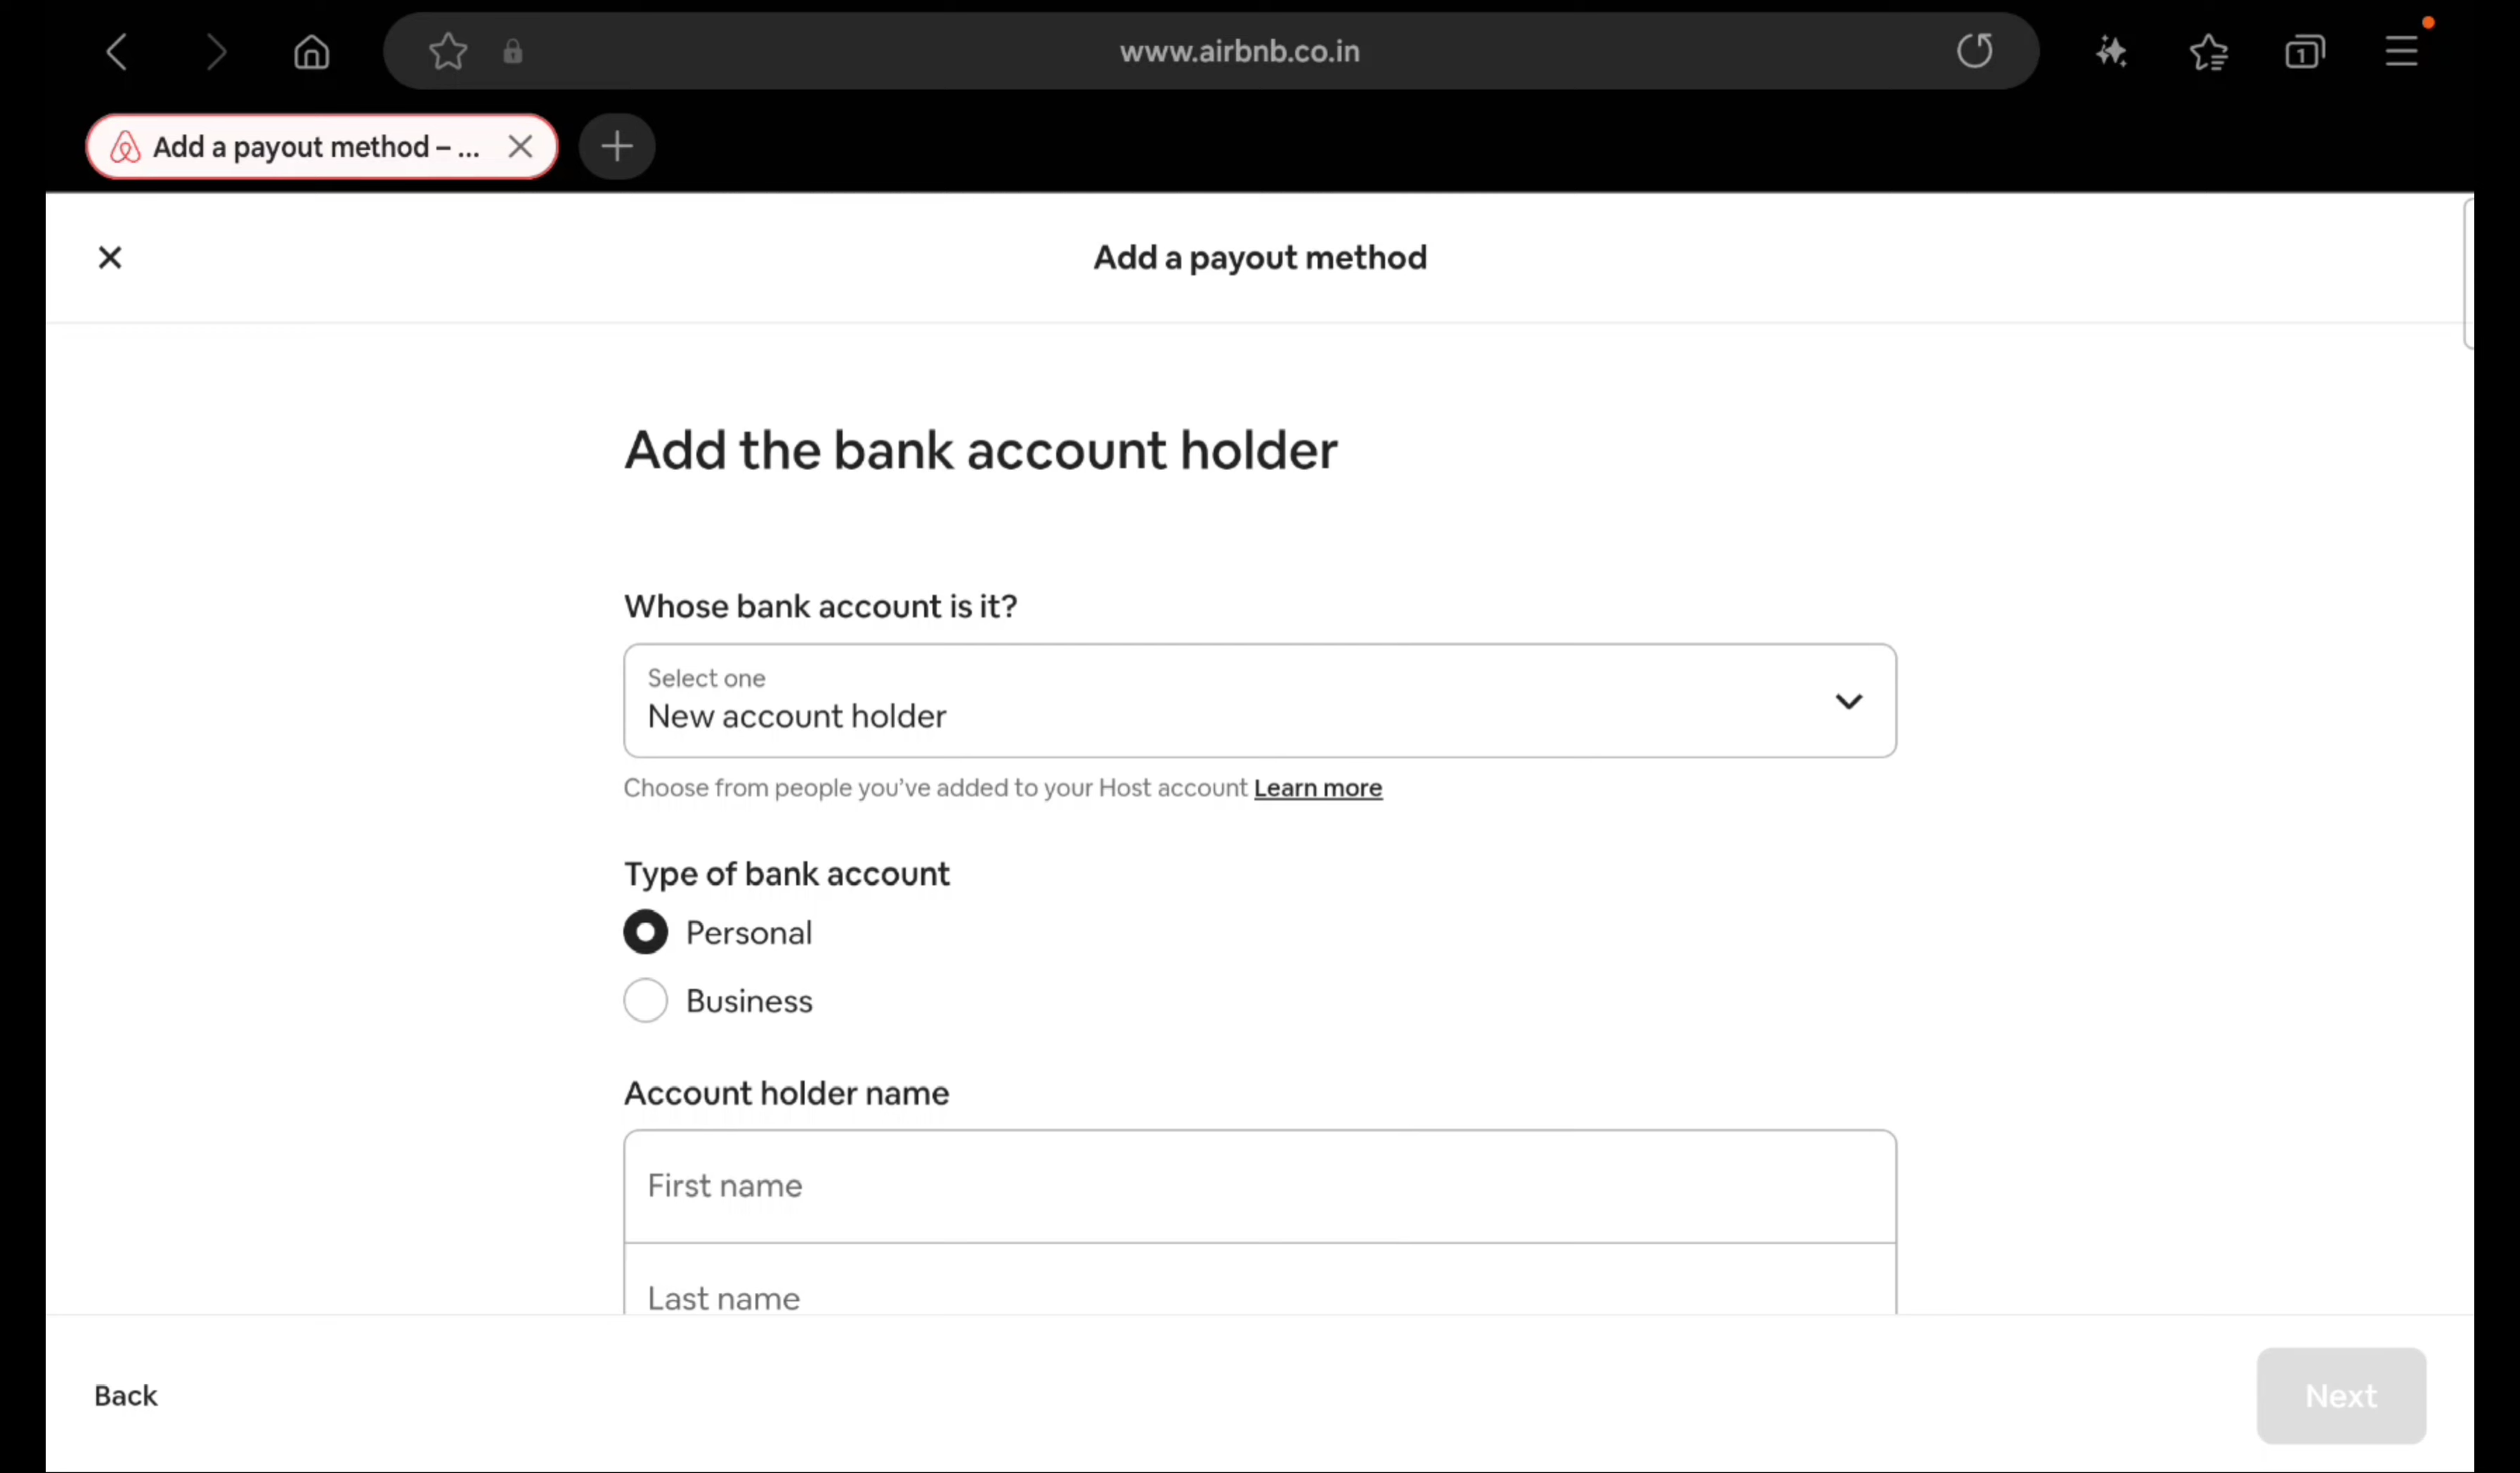 www.airbnb.co.in
1
Add a payout method – ...
Add a payout method
Add the bank account holder
Whose bank account is it?
Select one
New account holder
Choose from people you’ve added to your Host account Learn more
Type of bank account
Personal
Business
Account holder name
First name
Last name
Back
Next